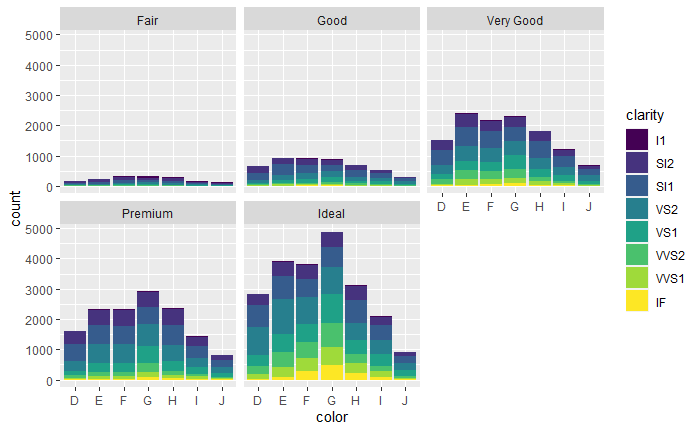 Fair
Good
Very Good
5000
4000
3000
2000
1000
0
D E F G H I J
Premium
Ideal
5000
4000
3000
2000
1000
0
D E F G H I J
D E F G H I J
count
color
clarity
I1
SI2
SI1
VS2
VS1
VVS2
VVS1
IF